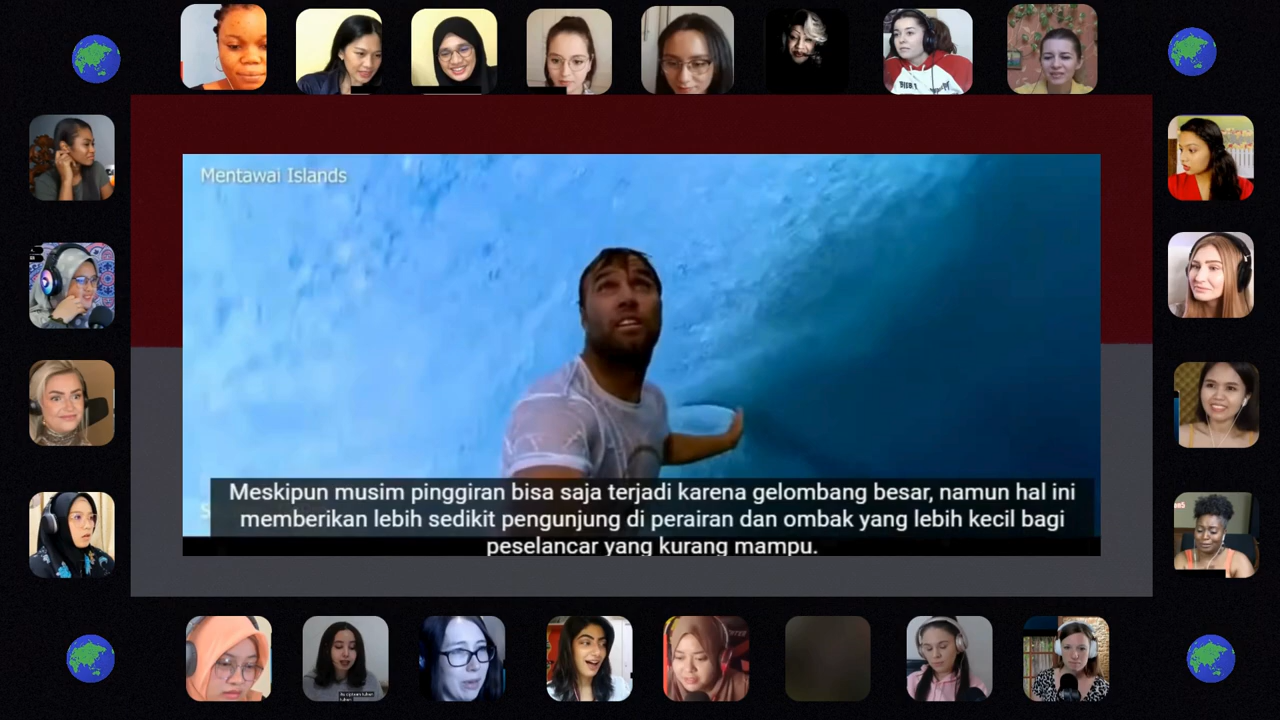 Mentawai Islands
Meskipun musim pinggiran bisa saja terjadi karena gelombang besar, namun hal ini
memberikan lebih sedikit pengunjung di perairan dan ombak yang lebih kecil bagi
peselancar yang kurang mampu.